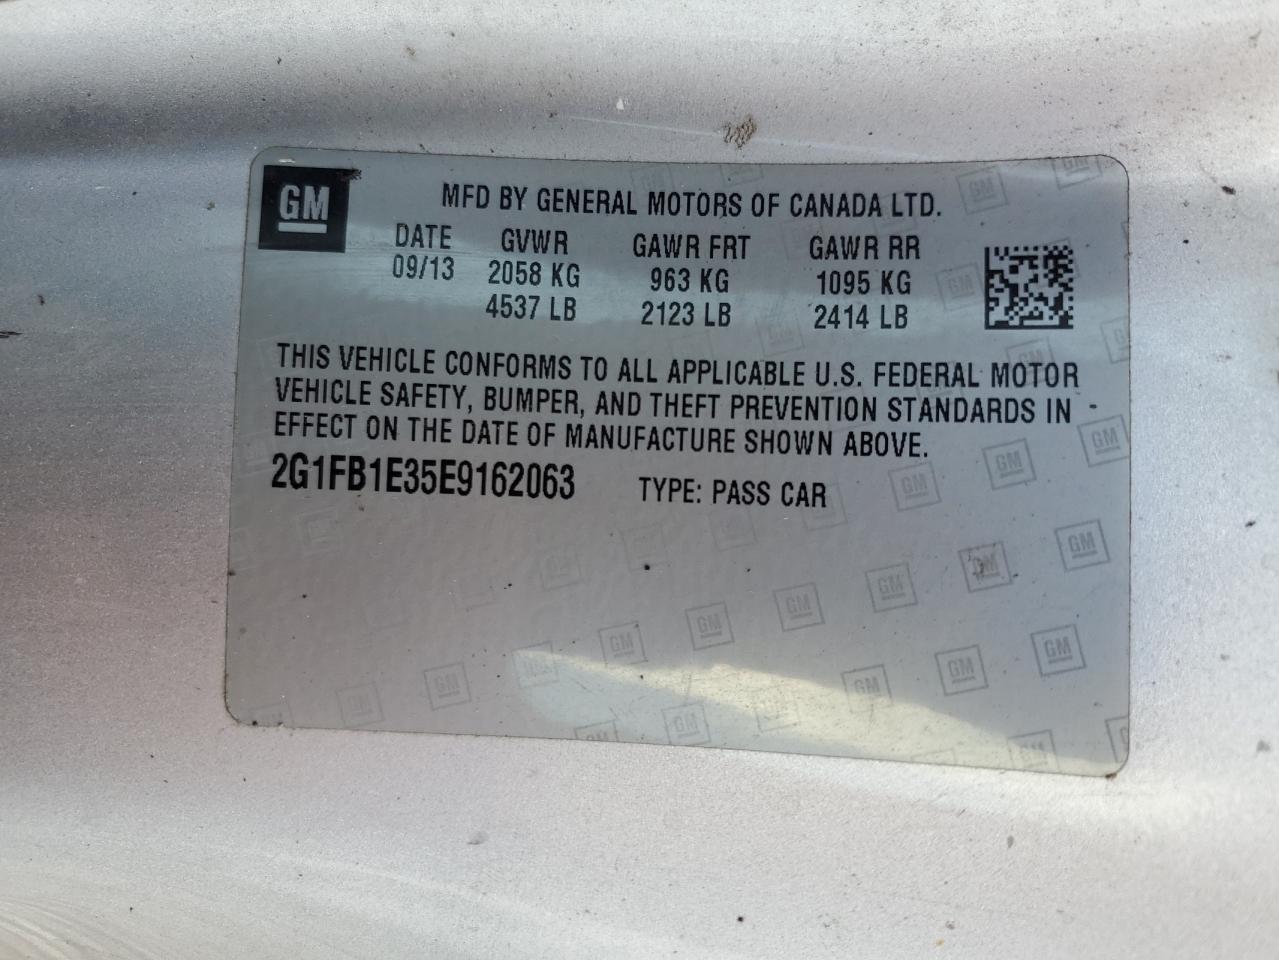 GM
MFD BY GENERAL MOTORS OF CANADA LTD.
DATE GVWR GAWR FRT GAWR RR
09/13 2058 KG 963 KG 1095 KG
4537 LB 2123 LB 2414 LB
THIS VEHICLE CONFORMS TO ALL APPLICABLE U.S. FEDERAL MOTOR
VEHICLE SAFETY, BUMPER, AND THEFT PREVENTION STANDARDS IN
EFFECT ON THE DATE OF MANUFACTURE SHOWN ABOVE.
2G1FB1E35E9162063 TYPE: PASS CAR